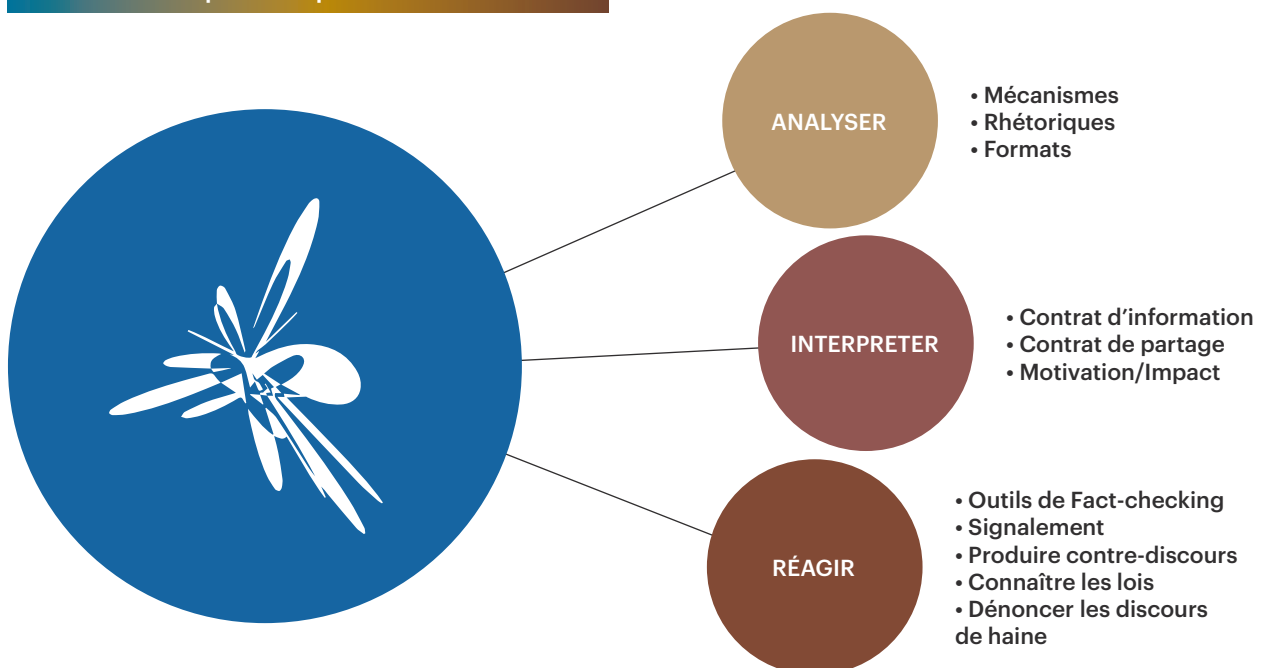 ANALYSER
• Mécanismes
• Rhétoriques
• Formats
INTERPRETER
• Contrat d’information
• Contrat de partage
• Motivation/Impact
RÉAGIR
• Outils de Fact-checking
• Signalement
• Produire contre-discours
• Connaître les lois
• Dénoncer les discours
de haine